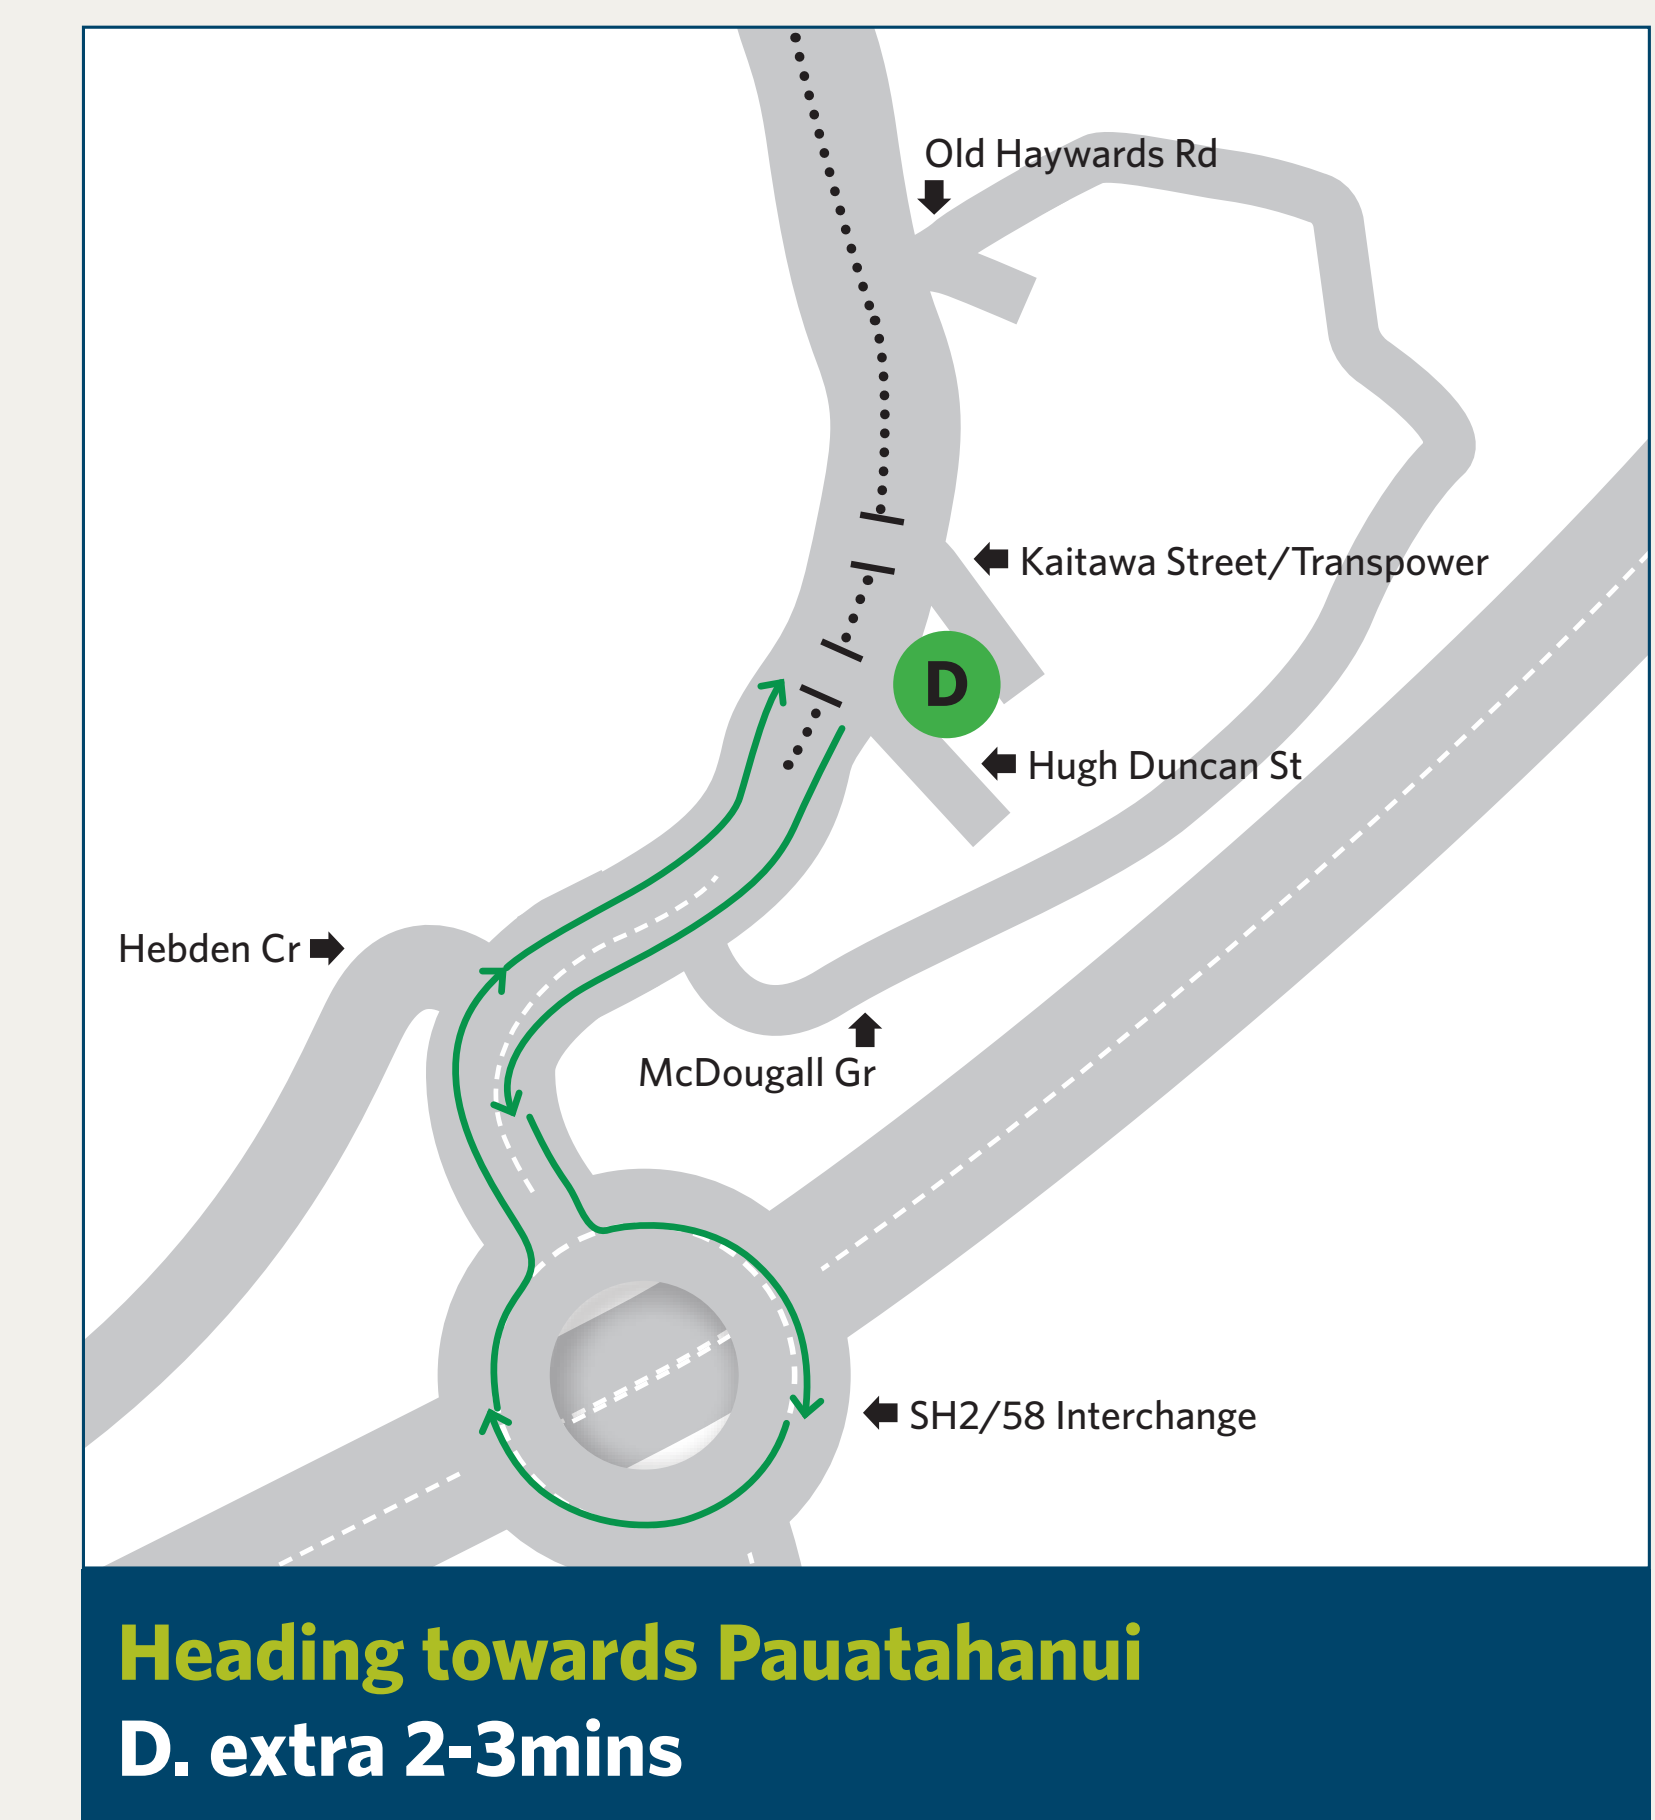 Old Haywards Rd
Kaitawa Street/Transpower
D
Hugh Duncan St
Hebden Cr
McDougall Gr
SH2/58 Interchange
Heading towards Pauatahanui
D. extra 2-3mins